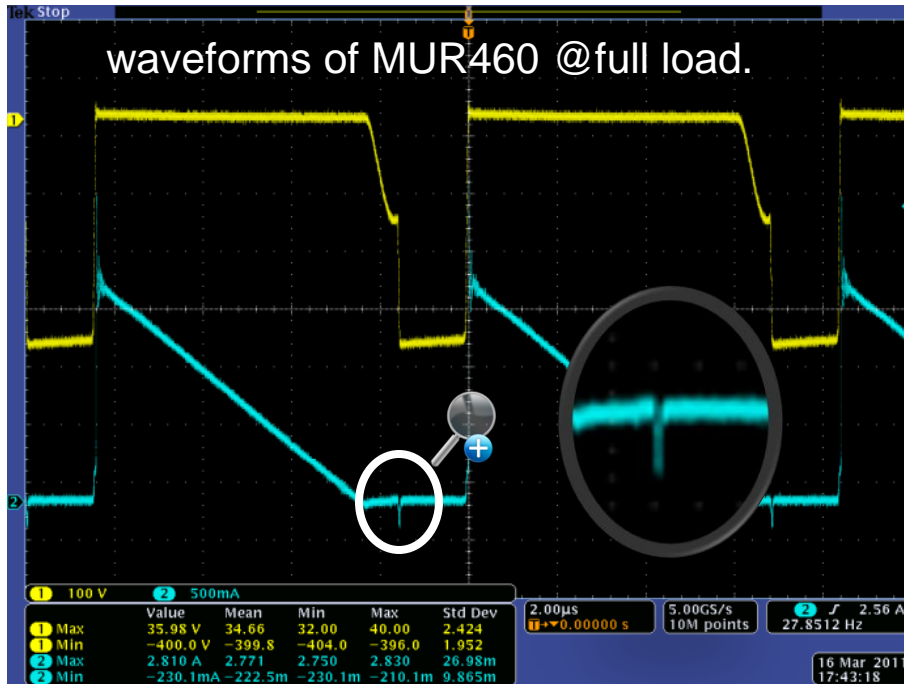 Tek Stop
waveforms of MUR460 @full load.
1
2
1 100 V 2 500mA
Value Mean Min Max Std Dev
1 Max 35.98 V 34.66 32.00 40.00 2.424
1 Min −400.0 V −399.8 −404.0 −396.0 1.952
2 Max 2.810 A 2.771 2.750 2.830 26.98m
2 Min −230.1mA −222.5m −230.1m −210.1m 9.865m
2.00μs
T→▼0.00000 s
5.00GS/s
10M points
2 ∫ 2.56 A
27.8512 Hz
16 Mar 2011
17:43:18